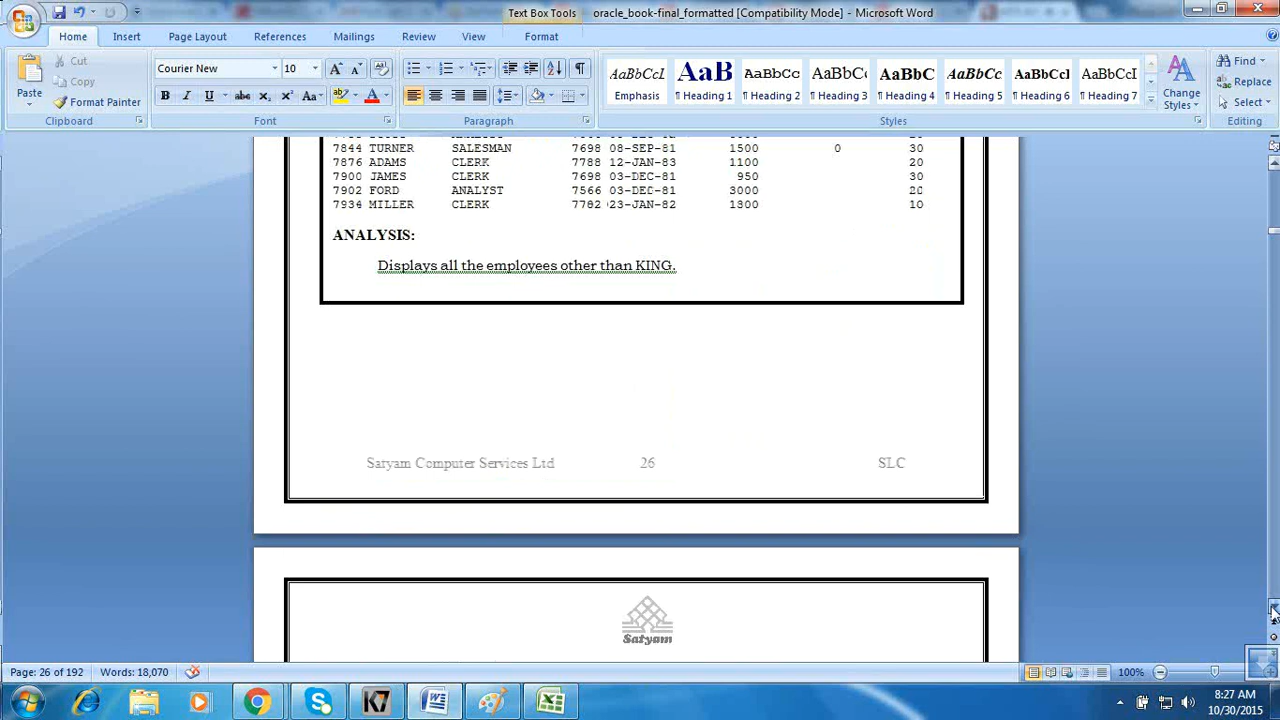 Text Box Tools
oracle_book-final_formatted [Compatibility Mode] - Microsoft Word
Home Insert Page Layout References Mailings Review View Format
Paste
Cut
Copy
Format Painter
Clipboard
Courier New 10
Font
Paragraph
AaBbCcI AaB AaBbCc AaBbC AaBbC AaBbCc AaBbCcI AaBbCcI
Emphasis ¶ Heading 1 ¶ Heading 2 ¶ Heading 3 ¶ Heading 4 ¶ Heading 5 ¶ Heading 6 ¶ Heading 7
Styles
Change Styles
Find
Replace
Select
Editing
7844 TURNER SALESMAN 7698 08-SEP-81 1500 0 30
7876 ADAMS CLERK 7788 12-JAN-83 1100 20
7900 JAMES CLERK 7698 03-DEC-81 950 30
7902 FORD ANALYST 7566 03-DEC-81 3000 20
7934 MILLER CLERK 7782 23-JAN-82 1300 10
ANALYSIS:
Displays all the employees other than KING.
Satyam Computer Services Ltd 26 SLC
Satyam
Page: 26 of 192 Words: 18,070 100%
8:27 AM
10/30/2015